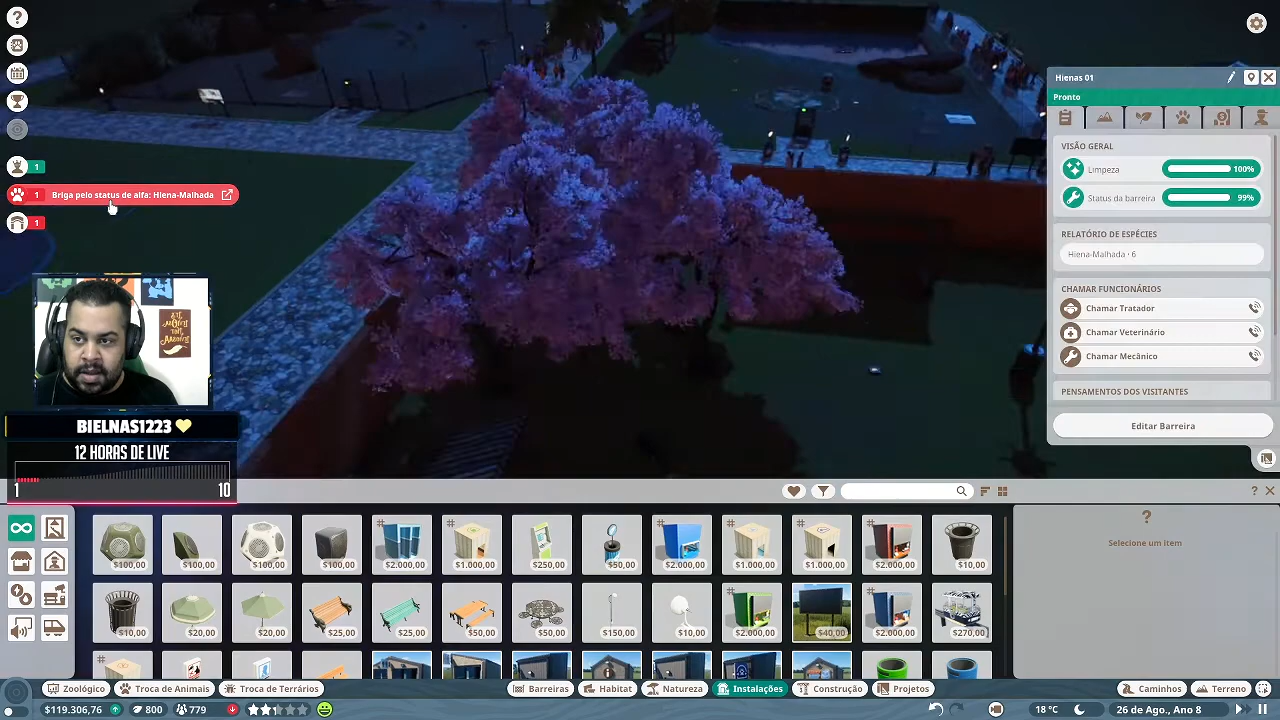 ?
1
1 Briga pelo status de alfa: Hiena-Malhada
1
BIELNAS1223
12 HORAS DE LIVE
1 10
Hienas 01
Pronto
VISÃO GERAL
Limpeza 100%
Status da barreira 99%
RELATÓRIO DE ESPÉCIES
Hiena-Malhada · 6
CHAMAR FUNCIONÁRIOS
Chamar Tratador
Chamar Veterinário
Chamar Mecânico
PENSAMENTOS DOS VISITANTES
Editar Barreira
? ×
$100,00 $100,00 $100,00 $100,00 $2.000,00 $1.000,00 $250,00 $50,00 $2.000,00 $1.000,00 $1.000,00 $2.000,00 $10,00
$10,00 $20,00 $20,00 $25,00 $25,00 $50,00 $50,00 $150,00 $10,00 $2.000,00 $40,00 $2.000,00 $270,00
?
Selecione um item
Zoológico Troca de Animais Troca de Terrários Barreiras Habitat Natureza Instalações Construção Projetos Caminhos Terreno
$119.306,76 800 779 18 °C 26 de Ago., Ano 8